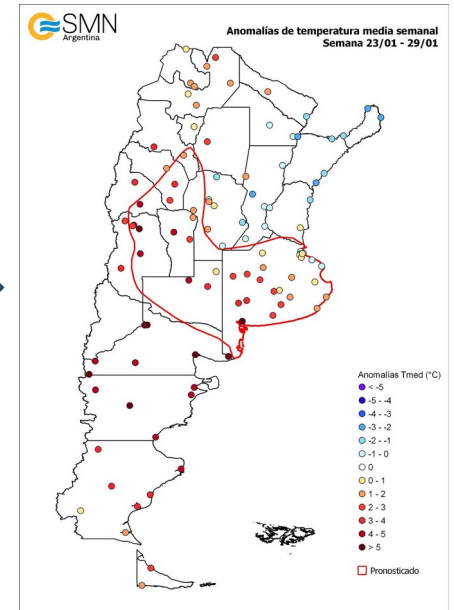 SMN
Argentina
Anomalías de temperatura media semanal
Semana 23/01 - 29/01
Anomalias Tmed (°C)
< -5
-5 - -4
-4 - -3
-3 - -2
-2 - -1
-1 - 0
0
0 - 1
1 - 2
2 - 3
3 - 4
4 - 5
> 5
Pronosticado